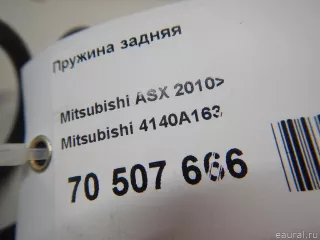 Пружина задняя
Mitsubishi ASX 2010>
Mitsubishi 4140A163
70 507 666
eaural.ru